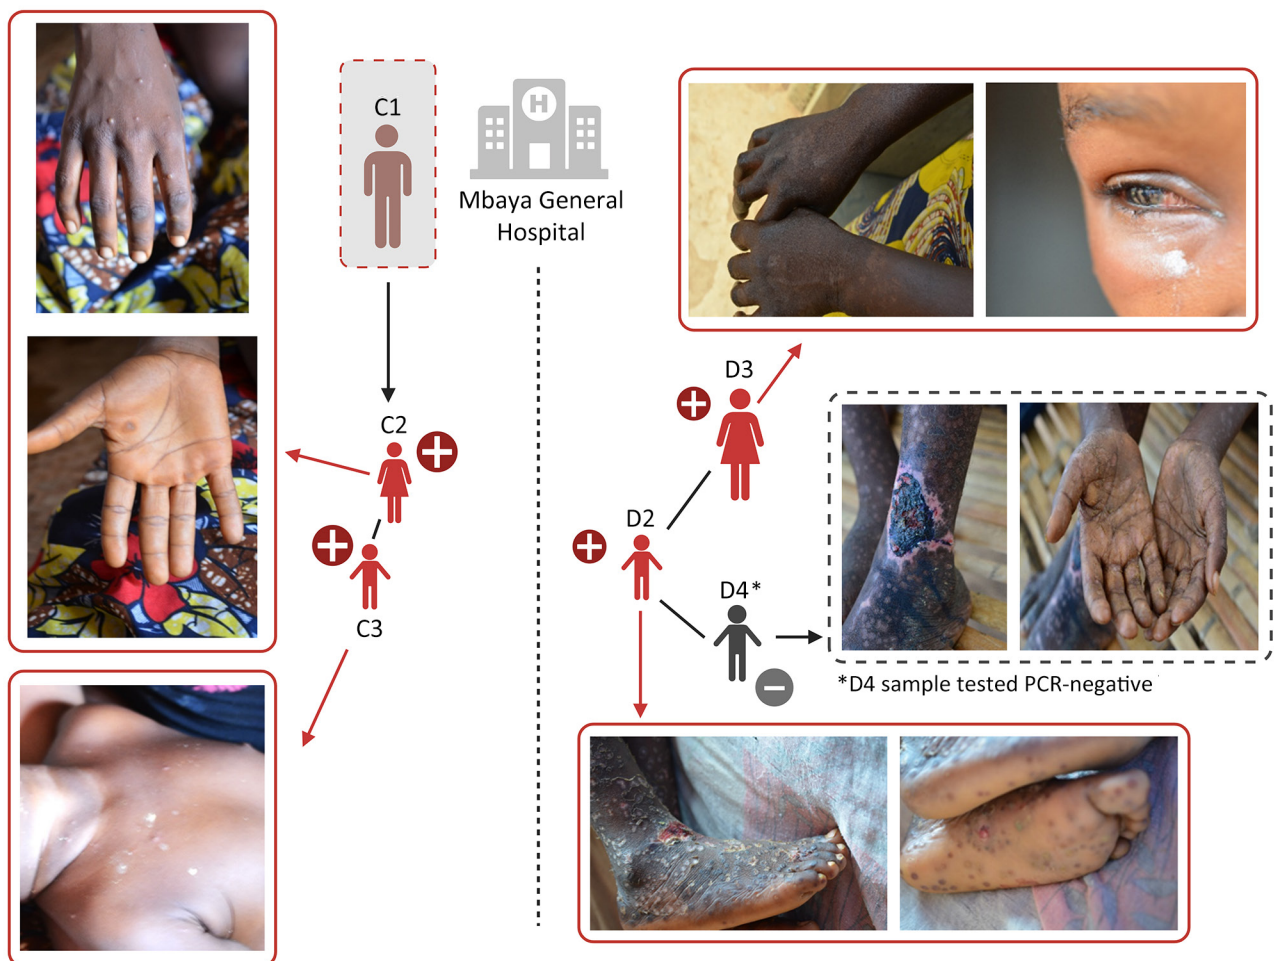 C1
H
Mbaya General
Hospital
C2
C3
D3
D2
D4*
*D4 sample tested PCR-negative